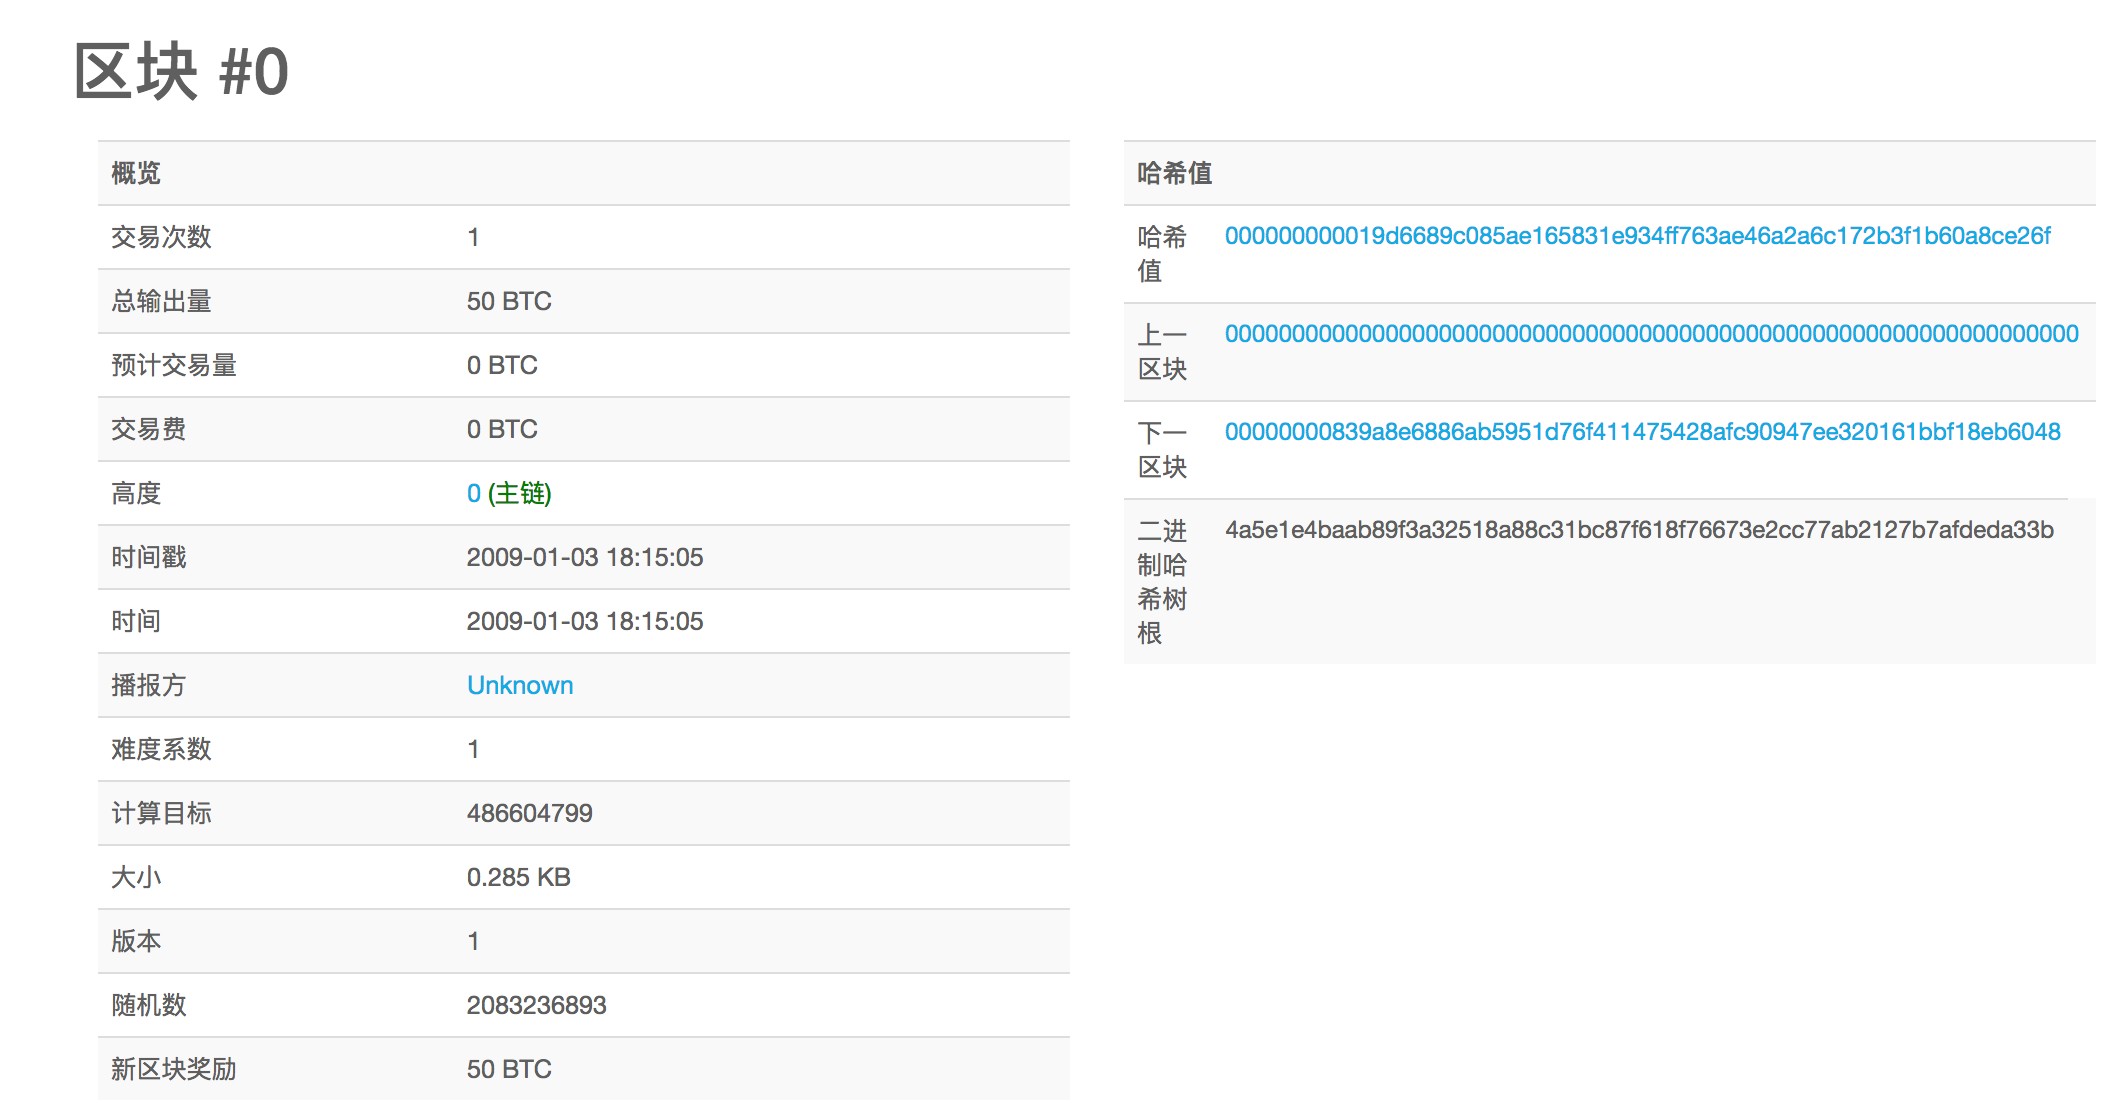 区块 #0
概览
交易次数 1
总输出量 50 BTC
预计交易量 0 BTC
交易费 0 BTC
高度 0 (主链)
时间戳 2009-01-03 18:15:05
时间 2009-01-03 18:15:05
播报方 Unknown
难度系数 1
计算目标 486604799
大小 0.285 KB
版本 1
随机数 2083236893
新区块奖励 50 BTC
哈希值
哈希 000000000019d6689c085ae165831e934ff763ae46a2a6c172b3f1b60a8ce26f
值
上一 0000000000000000000000000000000000000000000000000000000000000000
区块
下一 00000000839a8e6886ab5951d76f411475428afc90947ee320161bbf18eb6048
区块
二进 4a5e1e4baab89f3a32518a88c31bc87f618f76673e2cc77ab2127b7afdeda33b
制哈
希树
根